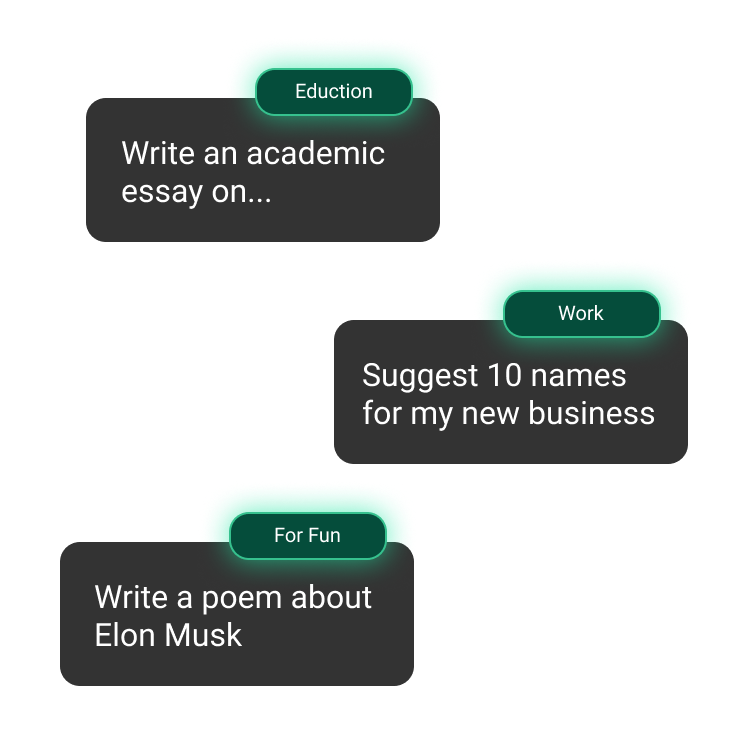 Eduction
Write an academic
essay on...
Work
Suggest 10 names
for my new business
For Fun
Write a poem about
Elon Musk